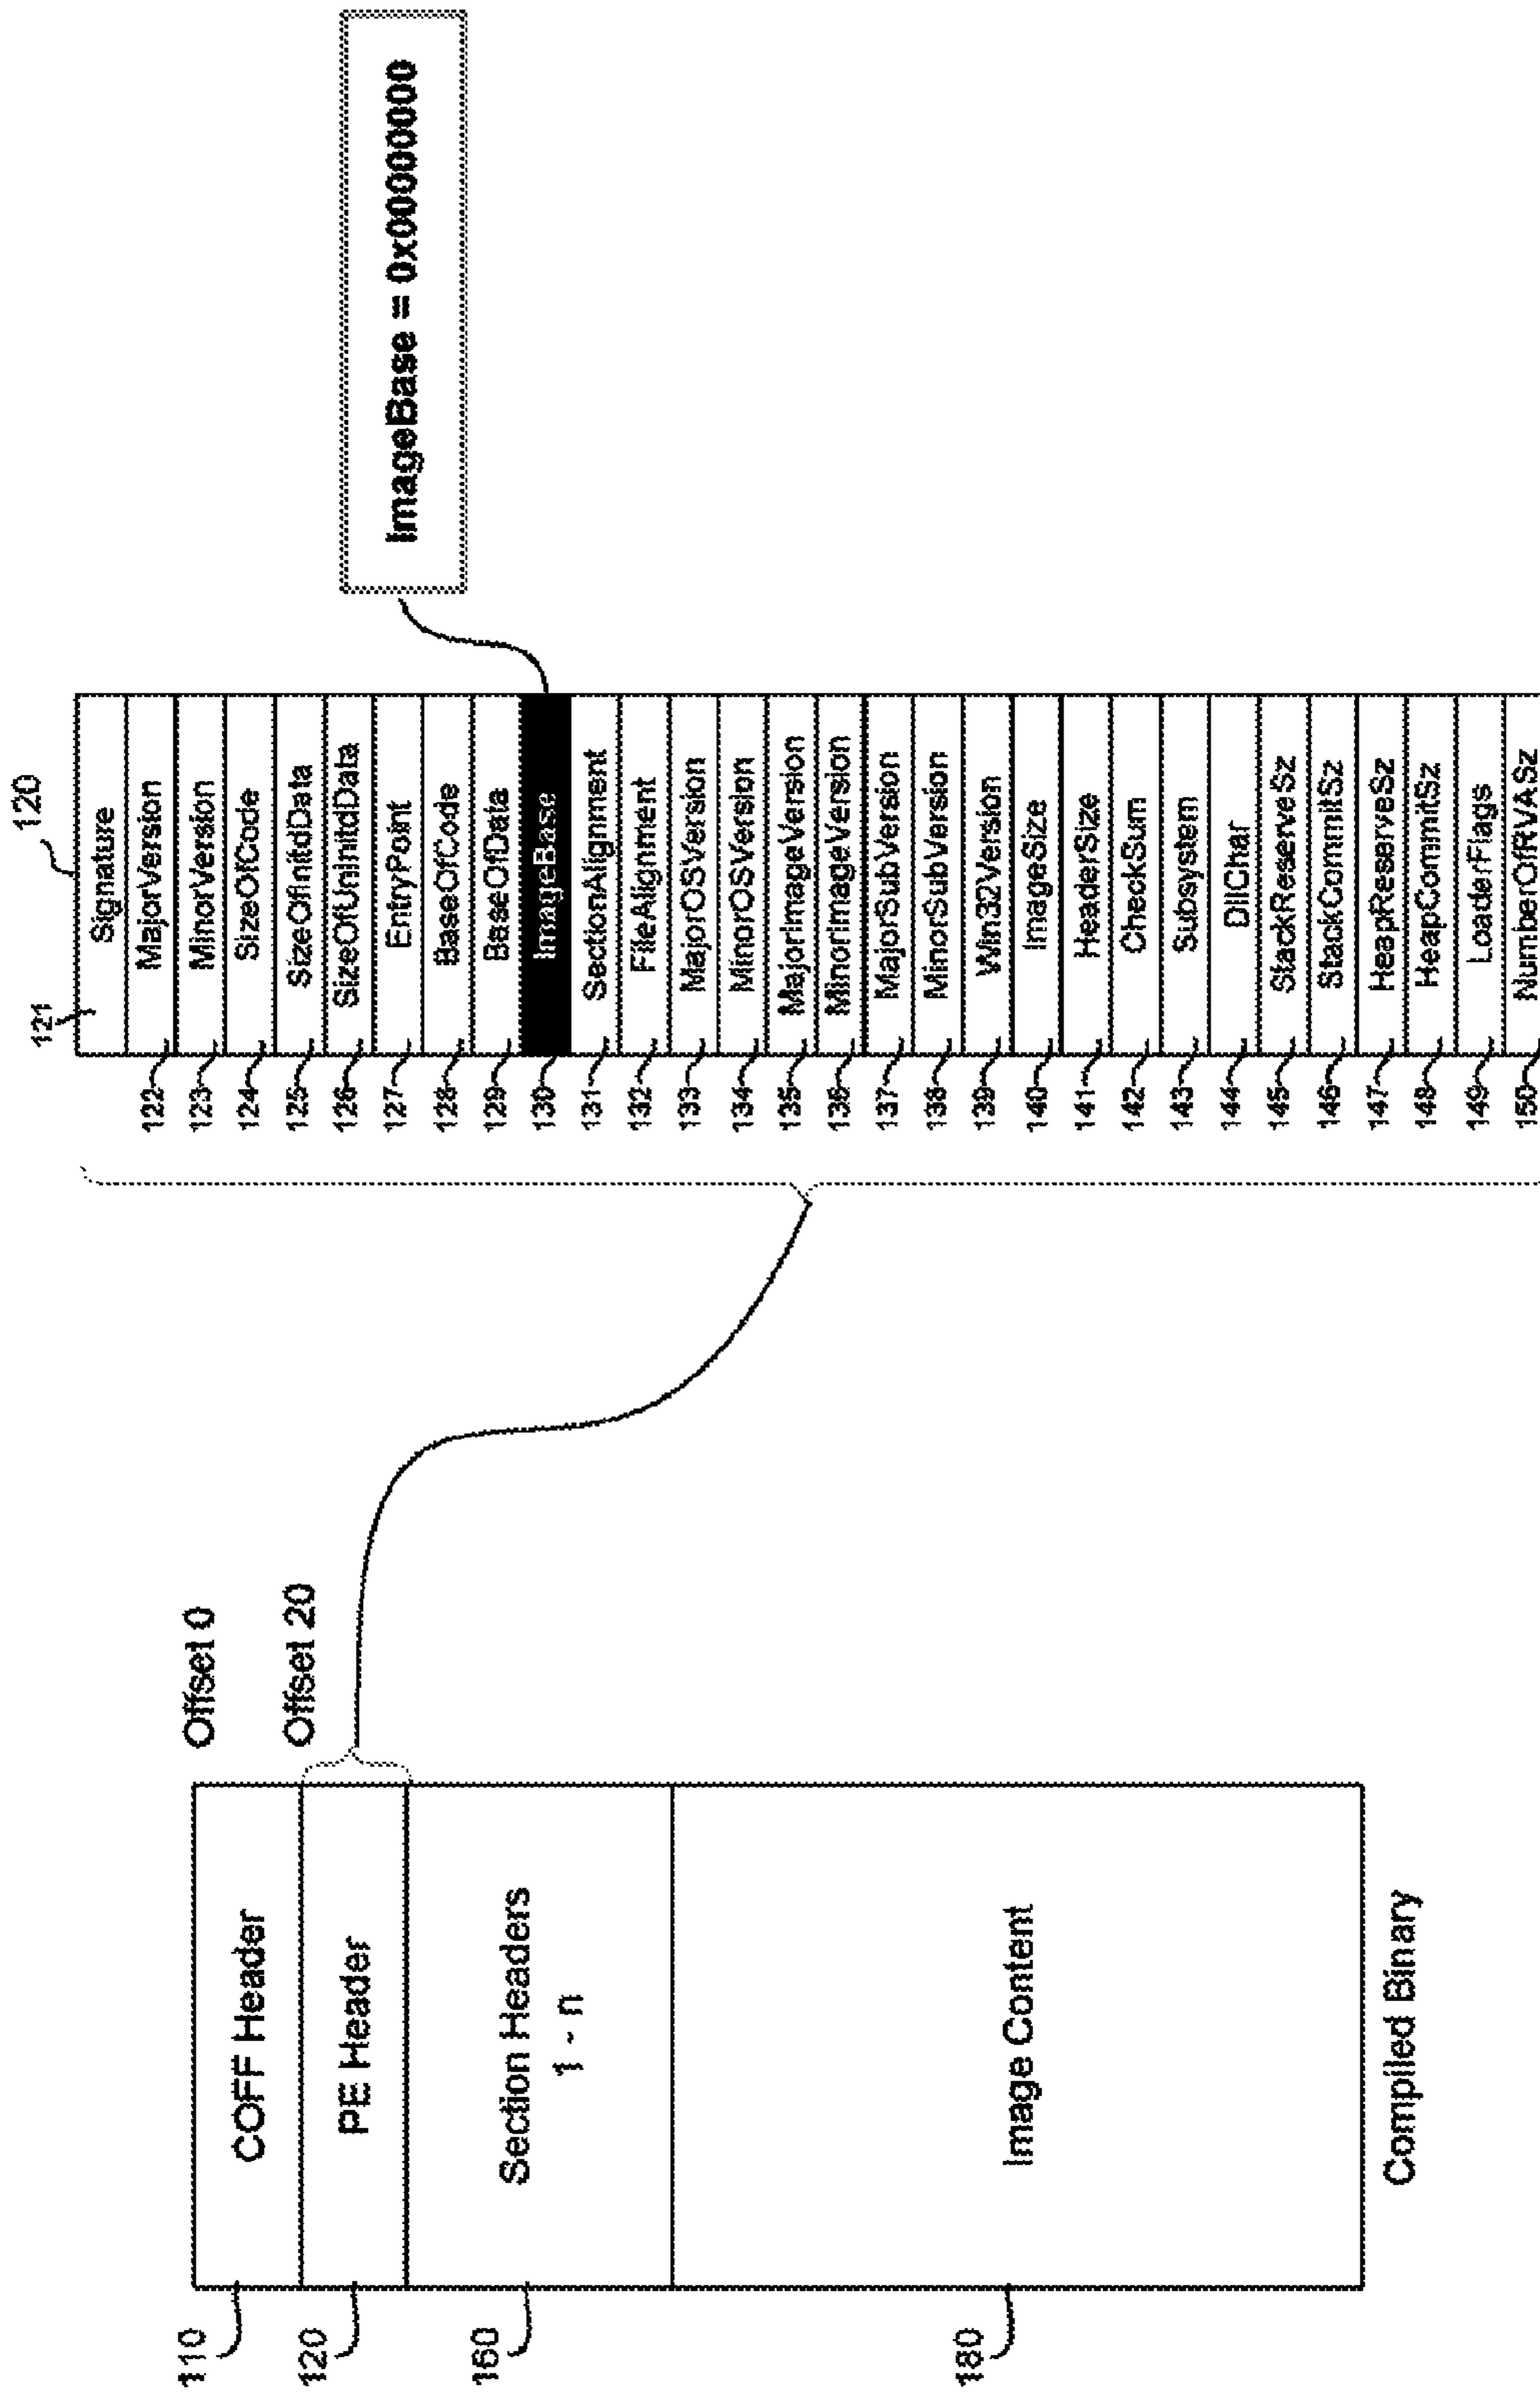 110
COFF Header
Offset 0
120
PE Header
Offset 20
160
Section Headers
1 - n
180
Image Content
Compiled Binary
120
121
Signature
122 MajorVersion
123 MinorVersion
124 SizeOfCode
125 SizeOfInitdData
126 SizeOfUninitdData
127 EntryPoint
128 BaseOfCode
129 BaseOfData
130 ImageBase
131 SectionAlignment
132 FileAlignment
133 MajorOSVersion
134 MinorOSVersion
135 MajorImageVersion
136 MinorImageVersion
137 MajorSubVersion
138 MinorSubVersion
139 Win32Version
140 ImageSize
141 HeaderSize
142 CheckSum
143 Subsystem
144 DllChar
145 StackReserveSz
146 StackCommitSz
147 HeapReserveSz
148 HeapCommitSz
149 LoaderFlags
150 NumberOfRVASz
ImageBase = 0x0000000